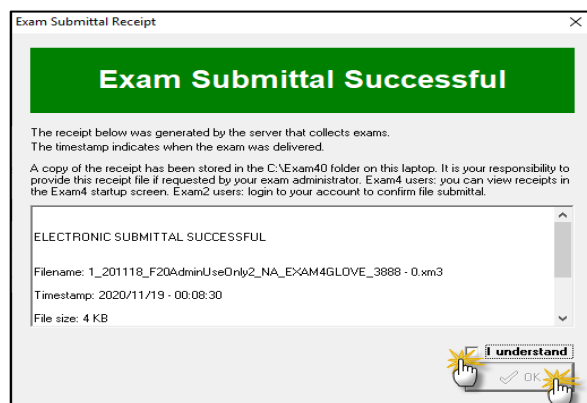 Exam Submittal Receipt
Exam Submittal Successful
The receipt below was generated by the server that collects exams.
The timestamp indicates when the exam was delivered.
A copy of the receipt has been stored in the C:\Exam40 folder on this laptop. It is your responsibility to
provide this receipt file if requested by your exam administrator. Exam4 users: you can view receipts in
the Exam4 startup screen. Exam2 users: login to your account to confirm file submittal.
ELECTRONIC SUBMITTAL SUCCESSFUL
Filename: 1_201118_F20AdminUseOnly2_NA_EXAM4GLOVE_3888 - 0.xm3
Timestamp: 2020/11/19 - 00:08:30
File size: 4 KB
I understand
OK